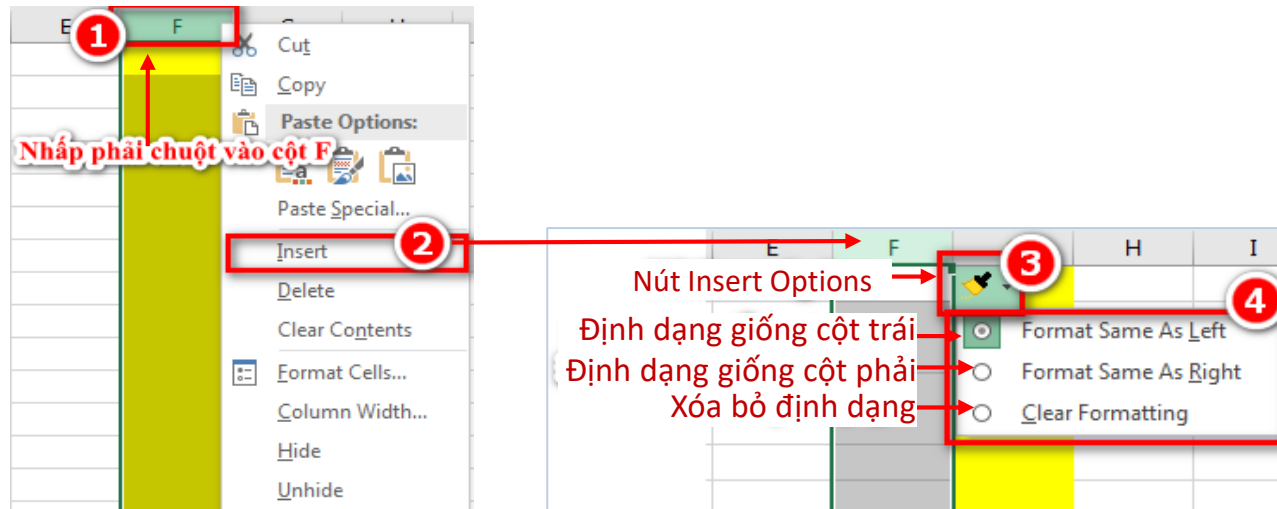 E F
1
Cut
Copy
Paste Options:
Nhấp phải chuột vào cột F
Paste Special...
Insert
2
Delete
Clear Contents
Format Cells...
Column Width...
Hide
Unhide
E F H I
3
Nút Insert Options
4
Định dạng giống cột trái
Format Same As Left
Định dạng giống cột phải
Format Same As Right
Xóa bỏ định dạng
Clear Formatting